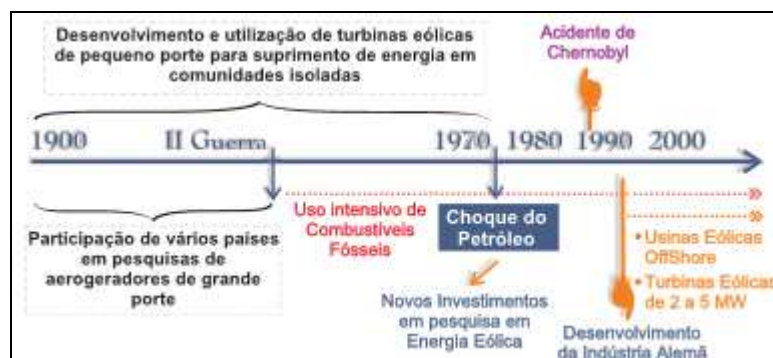 Desenvolvimento e utilização de turbinas eólicas
de pequeno porte para suprimento de energia em
comunidades isoladas
Acidente de
Chernobyl
1900 II Guerra 1970 1980 1990 2000
Uso intensivo de
Combustíveis
Fósseis
Choque do
Petróleo
Participação de vários países
em pesquisas de
aerogeradores de grande
porte
• Usinas Eólicas
OffShore
• Turbinas Eólicas
de 2 a 5 MW
Novos Investimentos
em pesquisa em
Energia Eólica
Desenvolvimento
da Indústria Alemã